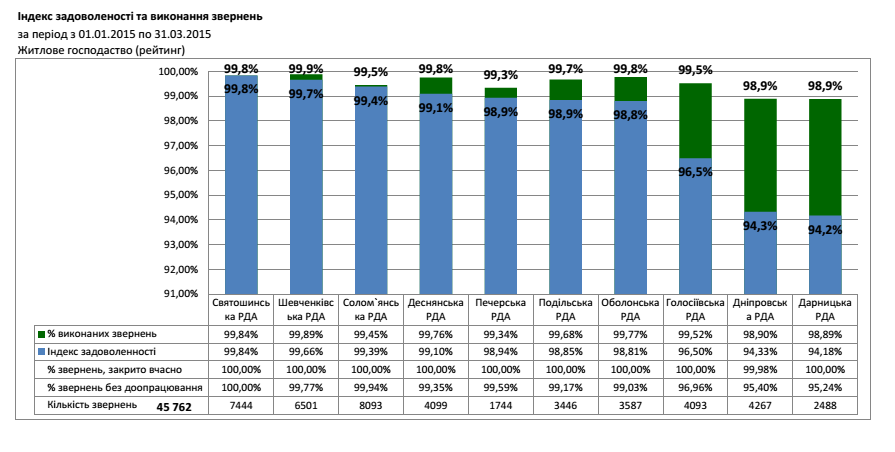 Індекс задоволеності та виконання звернень
за період з 01.01.2015 по 31.03.2015
Житлове господаство (рейтинг)
99,8% 99,9% 99,5% 99,8% 99,3% 99,7% 99,8% 99,5% 98,9% 98,9%
99,8% 99,7% 99,4% 99,1% 98,9% 98,9% 98,8% 96,5% 94,3% 94,2%
100,00%
99,00%
98,00%
97,00%
96,00%
95,00%
94,00%
93,00%
92,00%
91,00%
Святошинс Шевченківс Солом`янсь Деснянська Печерська Подільська Оболонська Голосіївська Дніпровськ Дарницька
ка РДА ька РДА ка РДА РДА РДА РДА РДА РДА а РДА РДА
% виконаних звернень 99,84% 99,89% 99,45% 99,76% 99,34% 99,68% 99,77% 99,52% 98,90% 98,89%
Індекс задоволенності 99,84% 99,66% 99,39% 99,10% 98,94% 98,85% 98,81% 96,50% 94,33% 94,18%
% звернень, закрито вчасно 100,00% 100,00% 100,00% 100,00% 100,00% 100,00% 100,00% 100,00% 99,98% 100,00%
% звернень без доопрацювання 100,00% 99,77% 99,94% 99,35% 99,59% 99,17% 99,03% 96,96% 95,40% 95,24%
Кількість звернень 45 762 7444 6501 8093 4099 1744 3446 3587 4093 4267 2488